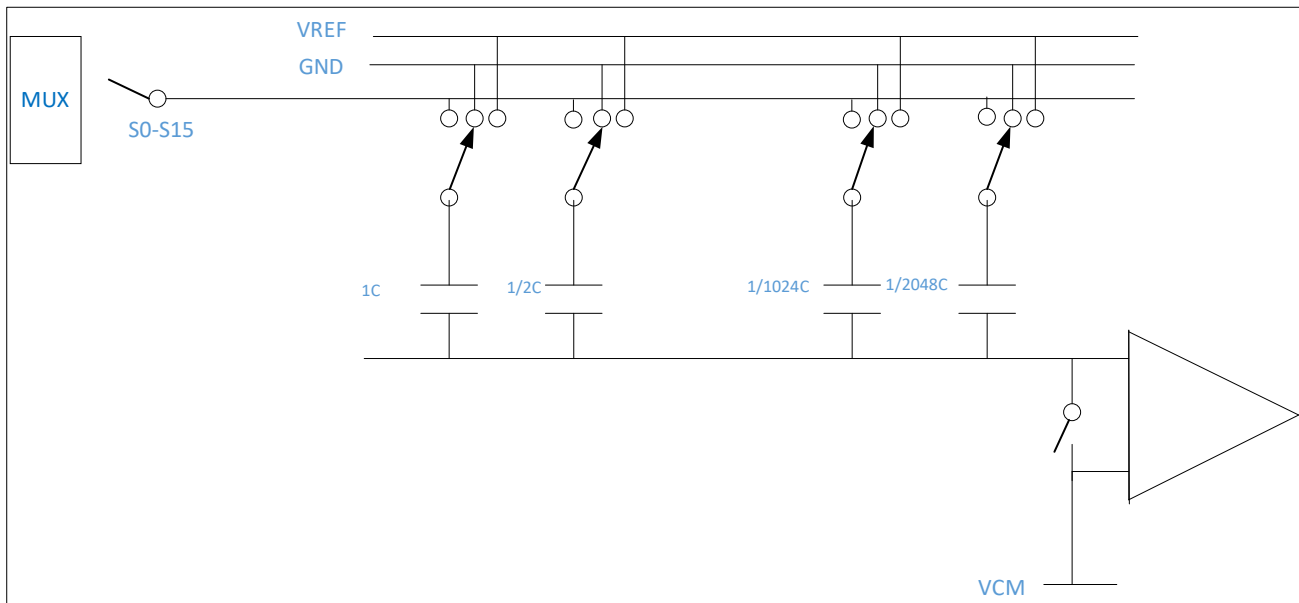 VREF
GND
MUX
S0-S15
1C
1/2C
1/1024C
1/2048C
VCM